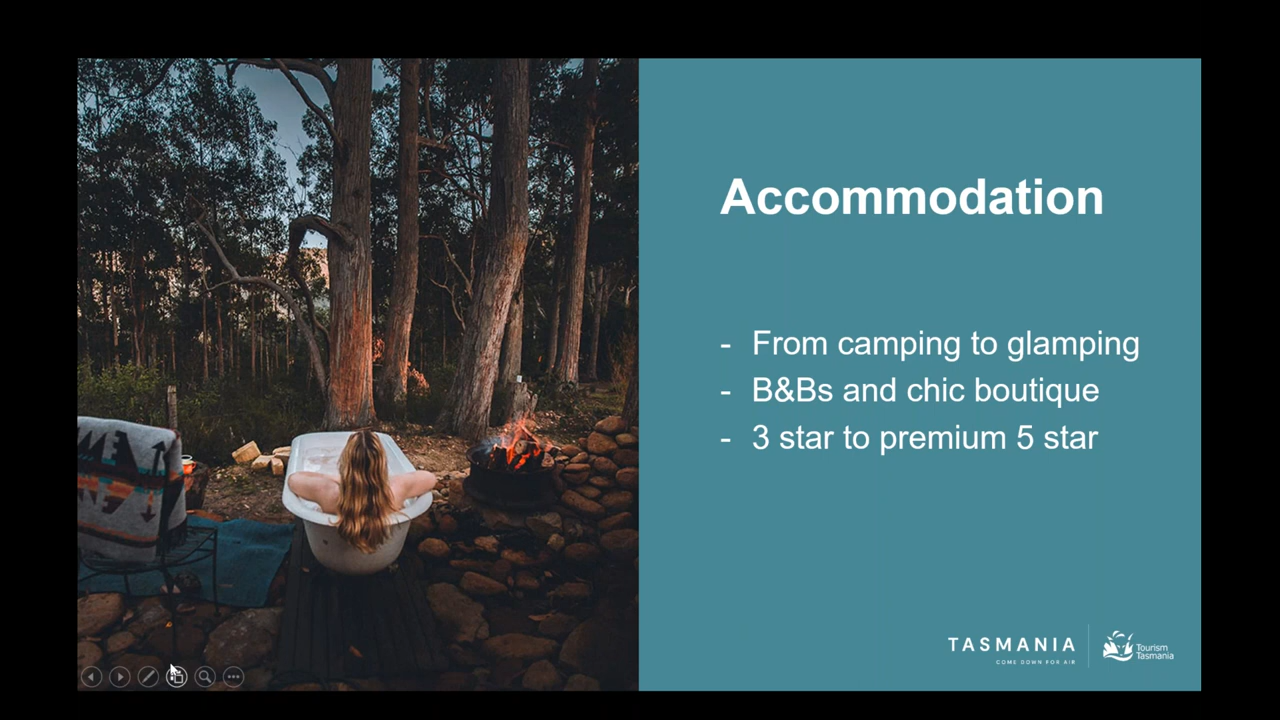 Accommodation
- From camping to glamping
- B&Bs and chic boutique
- 3 star to premium 5 star
TASMANIA
COME DOWN FOR AIR
Tourism
Tasmania